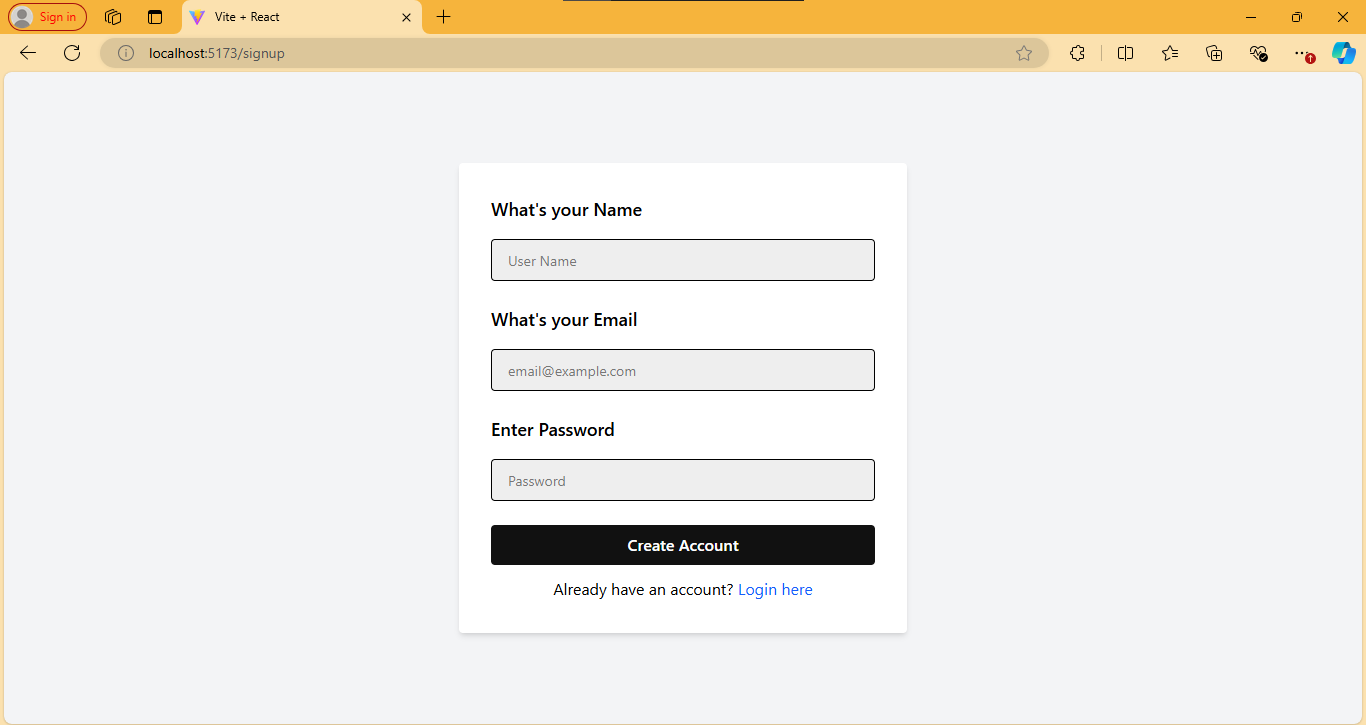 Sign in
Vite + React
localhost:5173/signup
What's your Name
User Name
What's your Email
email@example.com
Enter Password
Password
Create Account
Already have an account? Login here